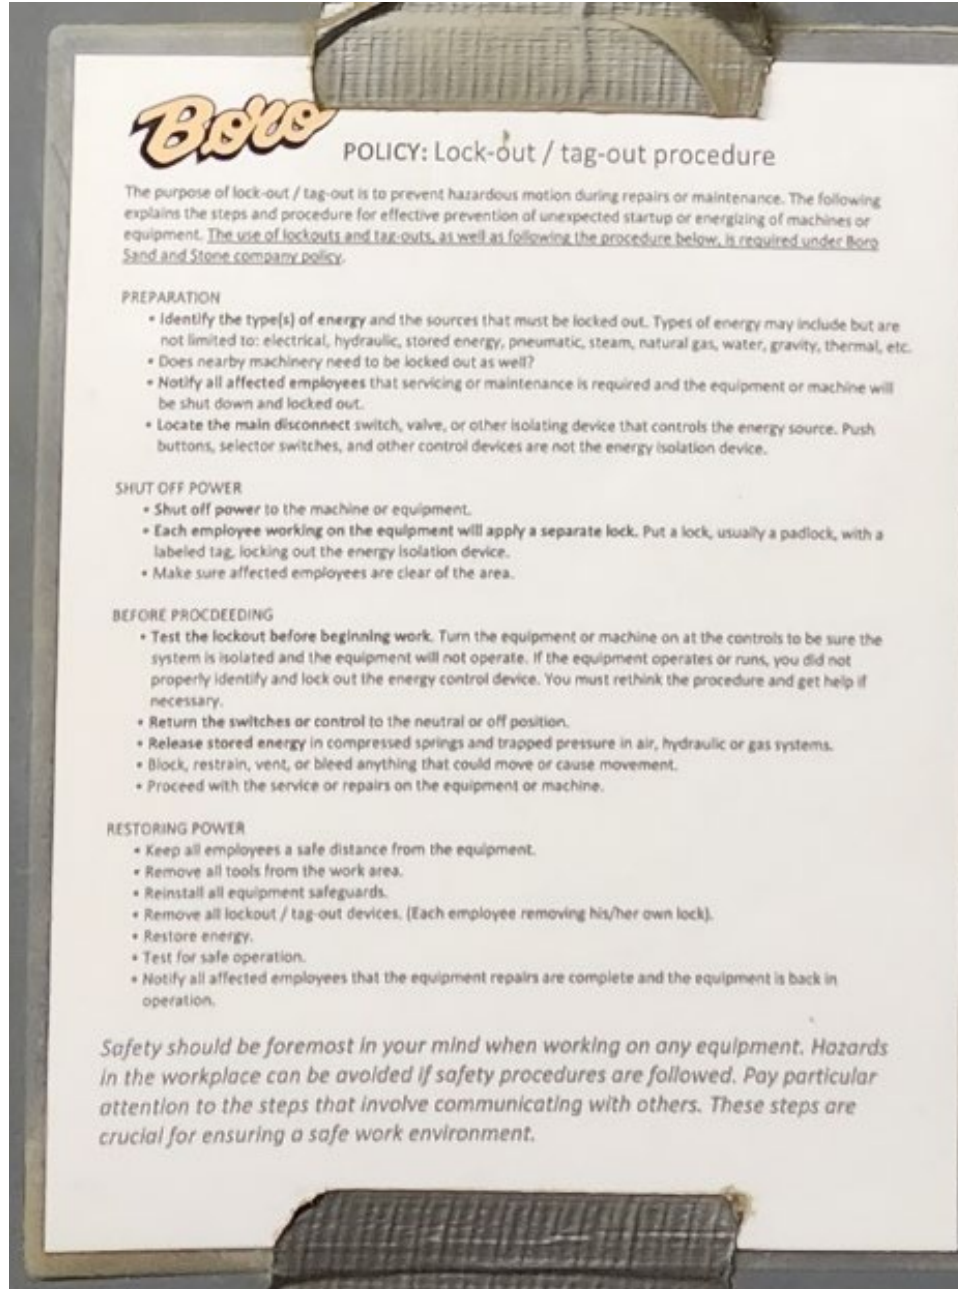 Boro
POLICY: Lock-out / tag-out procedure
The purpose of lock-out / tag-out is to prevent hazardous motion during repairs or maintenance. The following
explains the steps and procedure for effective prevention of unexpected startup or energizing of machines or
equipment. The use of lockouts and tag-outs, as well as following the procedure below, is required under Boro
Sand and Stone company policy.
PREPARATION
• Identify the type(s) of energy and the sources that must be locked out. Types of energy may include but are
not limited to: electrical, hydraulic, stored energy, pneumatic, steam, natural gas, water, gravity, thermal, etc.
• Does nearby machinery need to be locked out as well?
• Notify all affected employees that servicing or maintenance is required and the equipment or machine will
be shut down and locked out.
• Locate the main disconnect switch, valve, or other isolating device that controls the energy source. Push
buttons, selector switches, and other control devices are not the energy isolation device.
SHUT OFF POWER
• Shut off power to the machine or equipment.
• Each employee working on the equipment will apply a separate lock. Put a lock, usually a padlock, with a
labeled tag, locking out the energy isolation device.
• Make sure affected employees are clear of the area.
BEFORE PROCDEEDING
• Test the lockout before beginning work. Turn the equipment or machine on at the controls to be sure the
system is isolated and the equipment will not operate. If the equipment operates or runs, you did not
properly identify and lock out the energy control device. You must rethink the procedure and get help if
necessary.
• Return the switches or control to the neutral or off position.
• Release stored energy in compressed springs and trapped pressure in air, hydraulic or gas systems.
• Block, restrain, vent, or bleed anything that could move or cause movement.
• Proceed with the service or repairs on the equipment or machine.
RESTORING POWER
• Keep all employees a safe distance from the equipment.
• Remove all tools from the work area.
• Reinstall all equipment safeguards.
• Remove all lockout / tag-out devices. (Each employee removing his/her own lock).
• Restore energy.
• Test for safe operation.
• Notify all affected employees that the equipment repairs are complete and the equipment is back in
operation.
Safety should be foremost in your mind when working on any equipment. Hazards
in the workplace can be avoided if safety procedures are followed. Pay particular
attention to the steps that involve communicating with others. These steps are
crucial for ensuring a safe work environment.